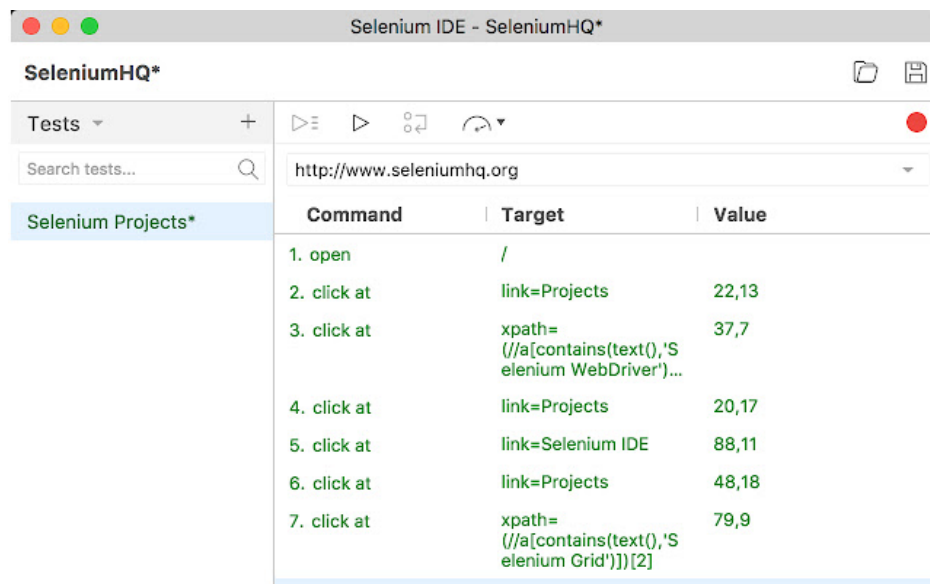 Selenium IDE - SeleniumHQ*
SeleniumHQ*
Tests
Search tests...
http://www.seleniumhq.org
Selenium Projects*
Command Target Value
1. open /
2. click at link=Projects 22,13
3. click at xpath= 37,7
(//a[contains(text(),'S
elenium WebDriver')...
4. click at link=Projects 20,17
5. click at link=Selenium IDE 88,11
6. click at link=Projects 48,18
7. click at xpath= 79,9
(//a[contains(text(),'S
elenium Grid')])[2]